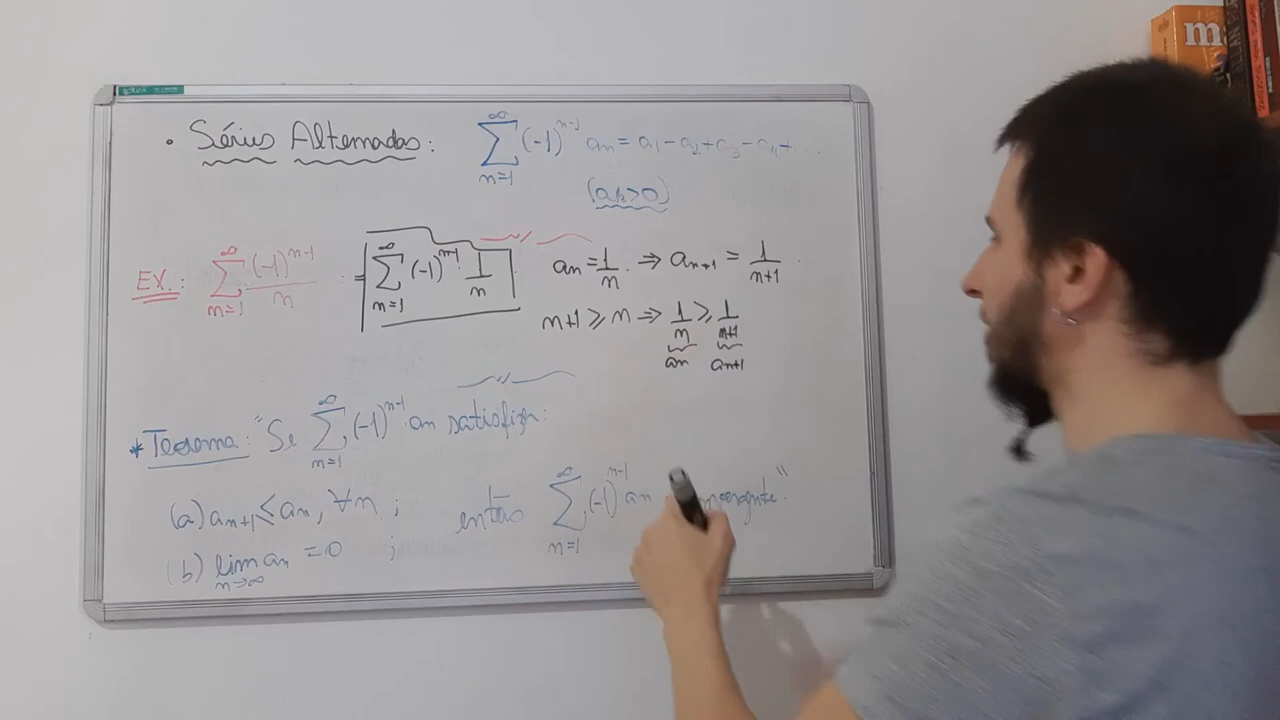 • Séries Alternadas: ∑_{n=1}^{∞} (-1)^{n-1} an = a1 - a2 + a3 - a4 + ...
(an>0)
EX.: ∑_{n=1}^{∞} (-1)^{n-1}/n = ∑_{n=1}^{∞} (-1)^{n-1} · 1/n an = 1/n. ⇒ an+1 = 1/(n+1).
n+1 ≥ n ⇒ 1/n ≥ 1/(n+1)
an an+1
* Teorema: "Se ∑_{n=1}^{∞} (-1)^{n-1} · an satisfizer:
(a) an+1 ≤ an, ∀n ; então ∑_{n=1}^{∞} (-1)^{n-1} an convergente".
(b) lim_{n→∞} an = 0 ;
m
ALLAN